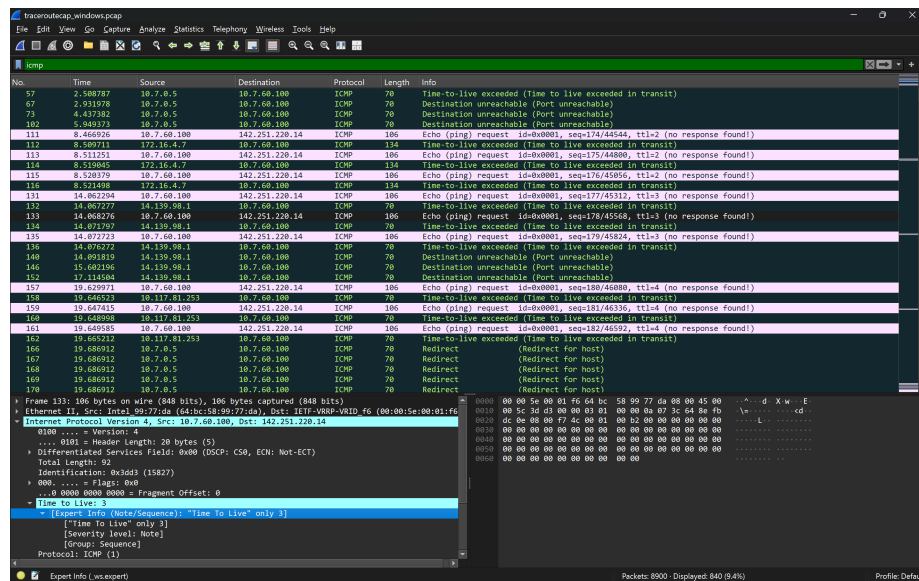 traceroutecap_windows.pcap
File Edit View Go Capture Analyze Statistics Telephony Wireless Tools Help
icmp
No. Time Source Destination Protocol Length Info
57 2.508787 10.7.0.5 10.7.60.100 ICMP 70 Time-to-live exceeded (Time to live exceeded in transit)
67 2.931978 10.7.0.5 10.7.60.100 ICMP 70 Destination unreachable (Port unreachable)
73 4.437382 10.7.0.5 10.7.60.100 ICMP 70 Destination unreachable (Port unreachable)
102 5.949373 10.7.0.5 10.7.60.100 ICMP 70 Destination unreachable (Port unreachable)
111 8.466926 10.7.60.100 142.251.220.14 ICMP 106 Echo (ping) request id=0x0001, seq=174/44544, ttl=2 (no response found!)
112 8.509711 172.16.4.7 10.7.60.100 ICMP 134 Time-to-live exceeded (Time to live exceeded in transit)
113 8.511251 10.7.60.100 142.251.220.14 ICMP 106 Echo (ping) request id=0x0001, seq=175/44800, ttl=2 (no response found!)
114 8.519045 172.16.4.7 10.7.60.100 ICMP 134 Time-to-live exceeded (Time to live exceeded in transit)
115 8.520379 10.7.60.100 142.251.220.14 ICMP 106 Echo (ping) request id=0x0001, seq=176/45056, ttl=2 (no response found!)
116 8.521498 172.16.4.7 10.7.60.100 ICMP 134 Time-to-live exceeded (Time to live exceeded in transit)
131 14.062294 10.7.60.100 142.251.220.14 ICMP 106 Echo (ping) request id=0x0001, seq=177/45312, ttl=3 (no response found!)
132 14.067277 14.139.98.1 10.7.60.100 ICMP 70 Time-to-live exceeded (Time to live exceeded in transit)
133 14.068276 10.7.60.100 142.251.220.14 ICMP 106 Echo (ping) request id=0x0001, seq=178/45568, ttl=3 (no response found!)
134 14.071797 14.139.98.1 10.7.60.100 ICMP 70 Time-to-live exceeded (Time to live exceeded in transit)
135 14.072723 10.7.60.100 142.251.220.14 ICMP 106 Echo (ping) request id=0x0001, seq=179/45824, ttl=3 (no response found!)
136 14.076272 14.139.98.1 10.7.60.100 ICMP 70 Time-to-live exceeded (Time to live exceeded in transit)
140 14.091819 14.139.98.1 10.7.60.100 ICMP 70 Destination unreachable (Port unreachable)
146 15.602196 14.139.98.1 10.7.60.100 ICMP 70 Destination unreachable (Port unreachable)
152 17.114504 14.139.98.1 10.7.60.100 ICMP 70 Destination unreachable (Port unreachable)
157 19.629971 10.7.60.100 142.251.220.14 ICMP 106 Echo (ping) request id=0x0001, seq=180/46080, ttl=4 (no response found!)
158 19.646523 10.117.81.253 10.7.60.100 ICMP 70 Time-to-live exceeded (Time to live exceeded in transit)
159 19.647415 10.7.60.100 142.251.220.14 ICMP 106 Echo (ping) request id=0x0001, seq=181/46336, ttl=4 (no response found!)
160 19.648998 10.117.81.253 10.7.60.100 ICMP 70 Time-to-live exceeded (Time to live exceeded in transit)
161 19.649585 10.7.60.100 142.251.220.14 ICMP 106 Echo (ping) request id=0x0001, seq=182/46592, ttl=4 (no response found!)
162 19.665212 10.117.81.253 10.7.60.100 ICMP 70 Time-to-live exceeded (Time to live exceeded in transit)
166 19.686912 10.7.0.5 10.7.60.100 ICMP 70 Redirect (Redirect for host)
167 19.686912 10.7.0.5 10.7.60.100 ICMP 70 Redirect (Redirect for host)
168 19.686912 10.7.0.5 10.7.60.100 ICMP 70 Redirect (Redirect for host)
169 19.686912 10.7.0.5 10.7.60.100 ICMP 70 Redirect (Redirect for host)
170 19.686912 10.7.0.5 10.7.60.100 ICMP 70 Redirect (Redirect for host)
Frame 133: 106 bytes on wire (848 bits), 106 bytes captured (848 bits)
Ethernet II, Src: Intel_99:77:da (64:bc:58:99:77:da), Dst: IETF-VRRP-VRID_f6 (00:00:5e:00:01:f6
Internet Protocol Version 4, Src: 10.7.60.100, Dst: 142.251.220.14
0100 .... = Version: 4
.... 0101 = Header Length: 20 bytes (5)
Differentiated Services Field: 0x00 (DSCP: CS0, ECN: Not-ECT)
Total Length: 92
Identification: 0x3dd3 (15827)
000. .... = Flags: 0x0
...0 0000 0000 0000 = Fragment Offset: 0
Time to Live: 3
[Expert Info (Note/Sequence): "Time To Live" only 3]
["Time To Live" only 3]
[Severity level: Note]
[Group: Sequence]
Protocol: ICMP (1)
0000 00 00 5e 00 01 f6 64 bc 58 99 77 da 08 00 45 00 ··^···d· X·w···E·
0010 00 5c 3d d3 00 00 03 01 00 00 0a 07 3c 64 8e fb ·\=····· ····<d··
0020 dc 0e 08 00 f7 4c 00 01 00 b2 00 00 00 00 00 00 ·····L·· ········
0030 00 00 00 00 00 00 00 00 00 00 00 00 00 00 00 00 ········ ········
0040 00 00 00 00 00 00 00 00 00 00 00 00 00 00 00 00 ········ ········
0050 00 00 00 00 00 00 00 00 00 00 00 00 00 00 00 00 ········ ········
0060 00 00 00 00 00 00 00 00 00 00
Expert Info (_ws.expert) Packets: 8900 · Displayed: 840 (9.4%) Profile: Defau